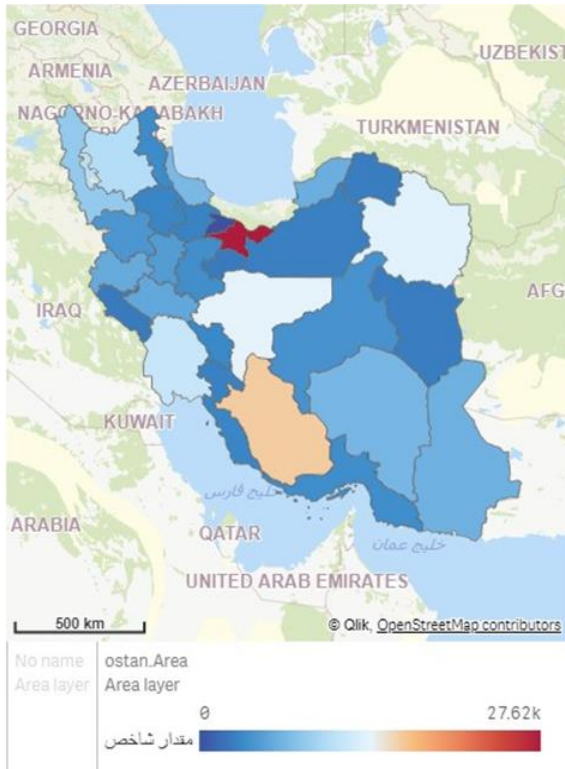 GEORGIA
UZBEKIST
ARMENIA
AZERBAIJAN
NAGORNO-KARABAKH
TURKMENISTAN
IRAQ
AFG
KUWAIT
خلیج فارس
ARABIA
QATAR
خلیج عمان
UNITED ARAB EMIRATES
500 km
© Qlik, OpenStreetMap contributors
No name ostan.Area
Area layer Area layer
0 27.62k
مقدار شاخص